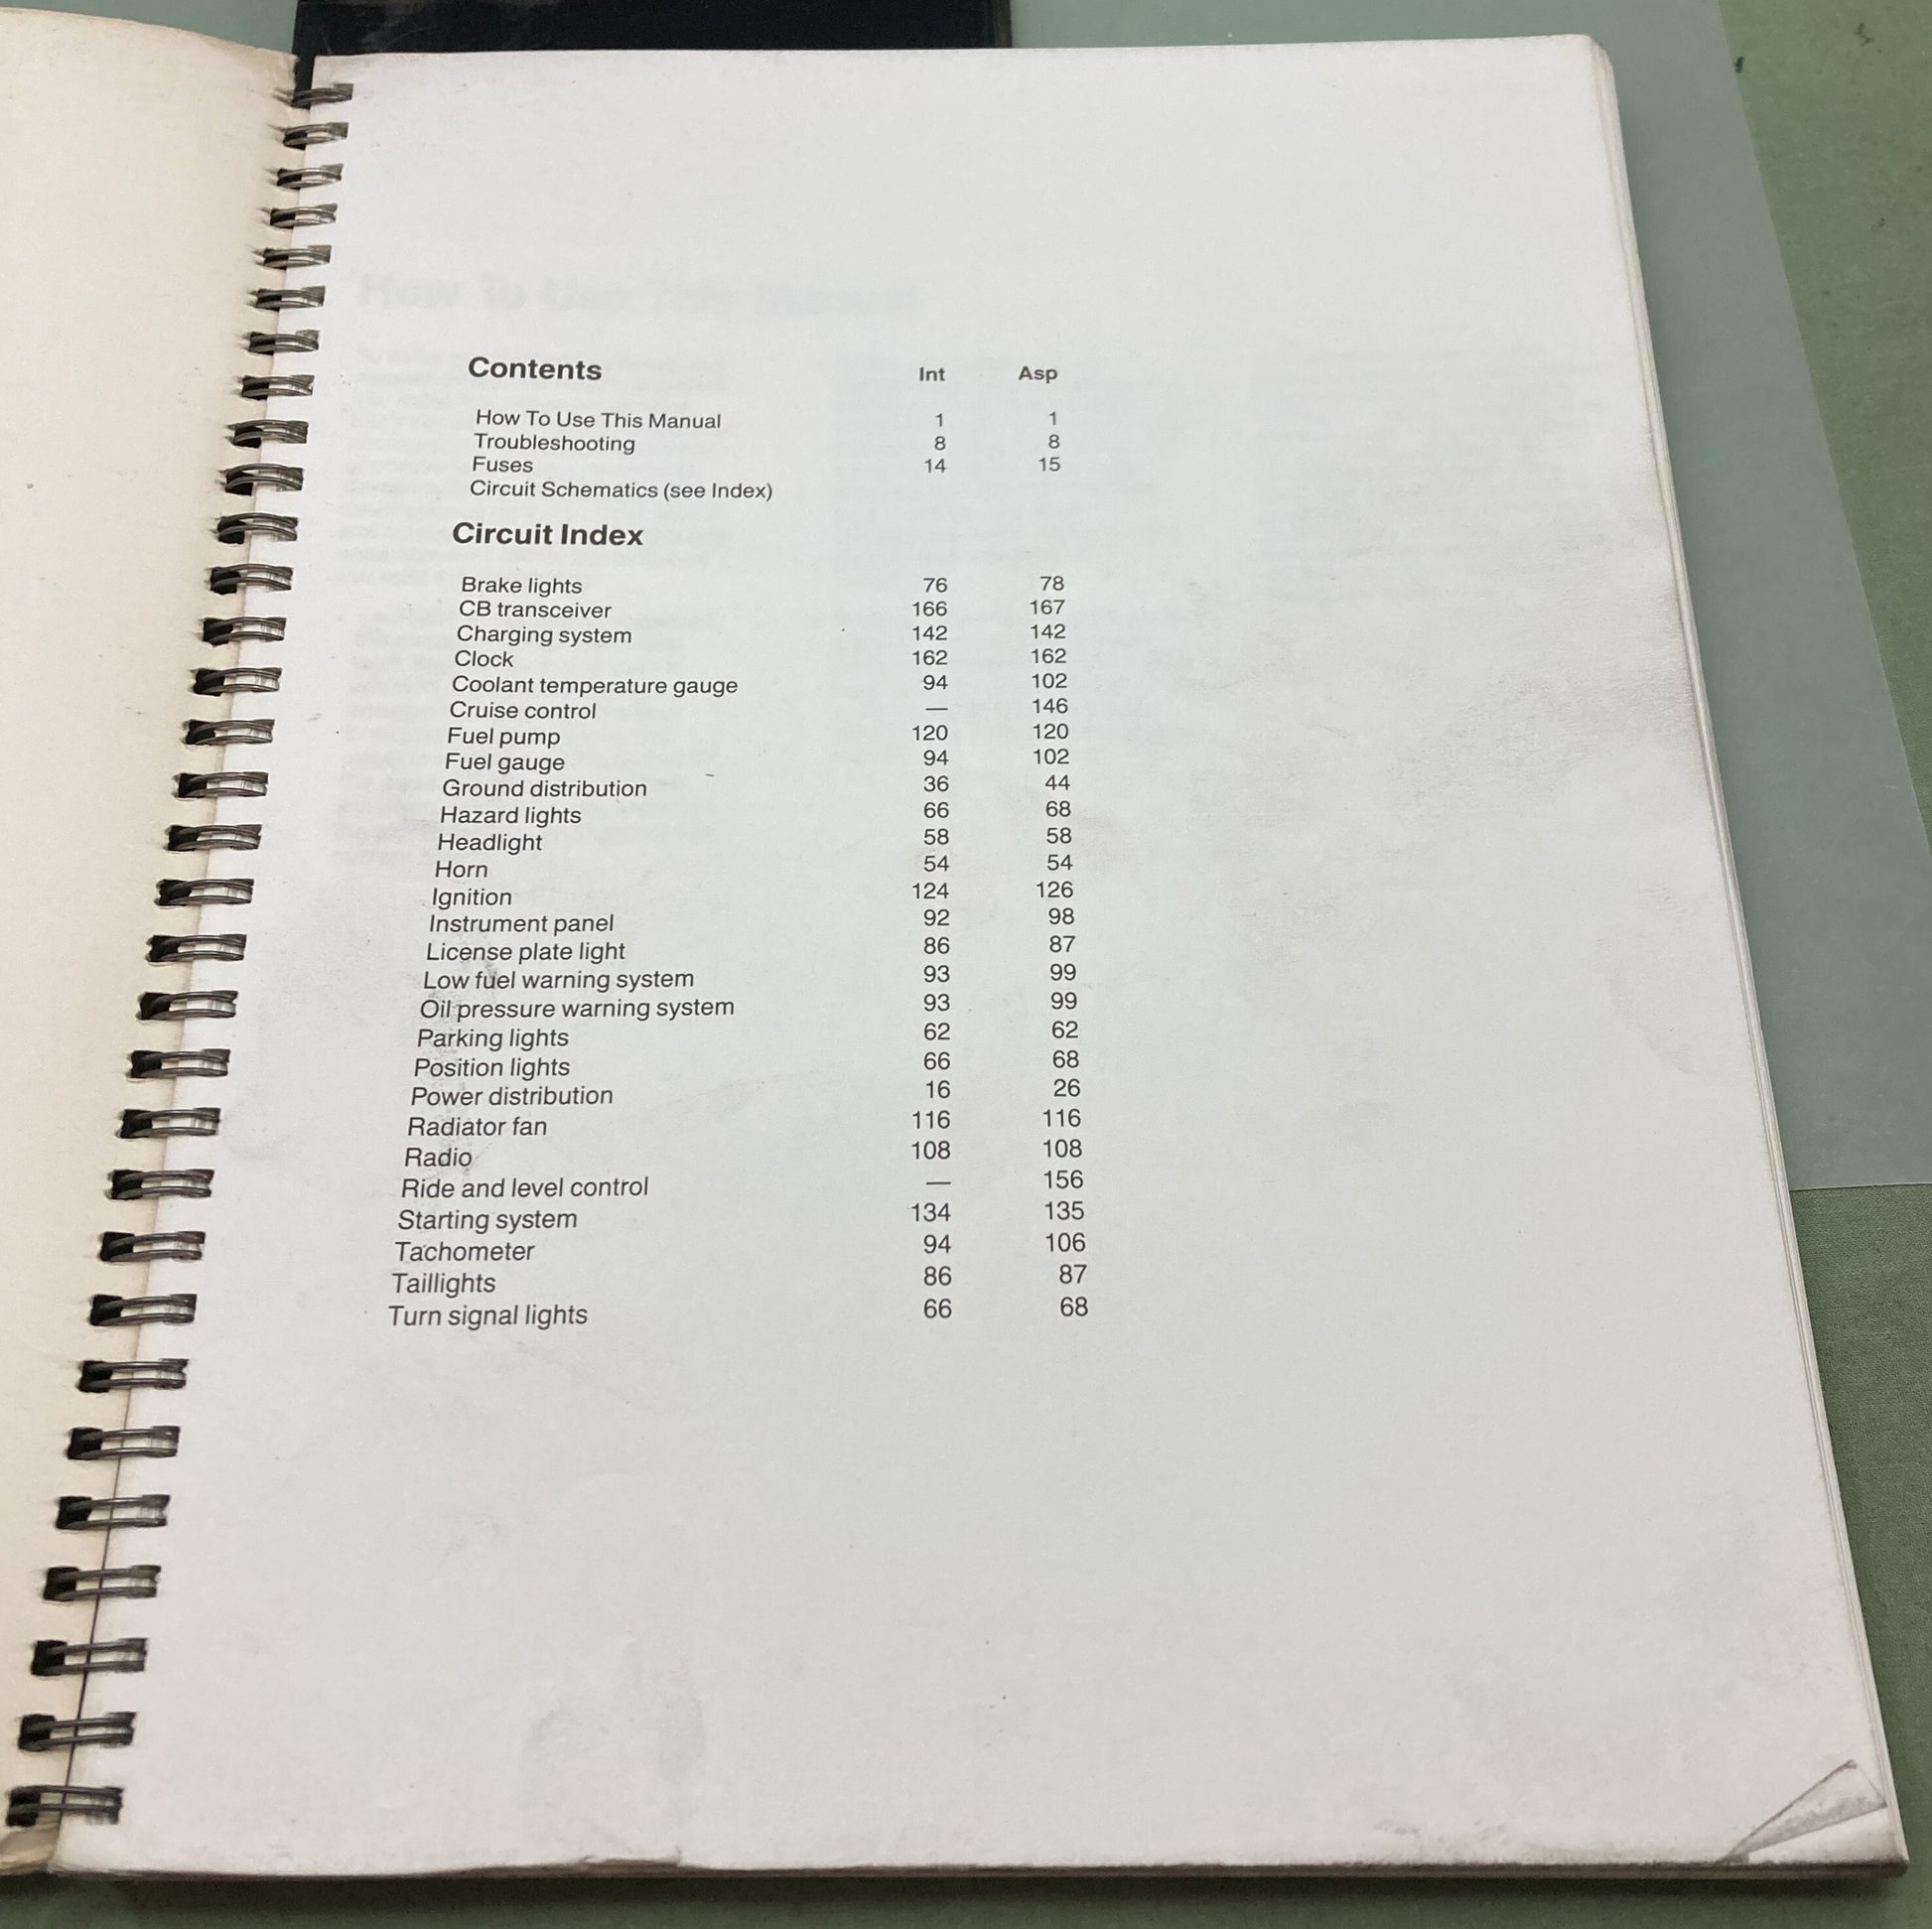 How To Use This Manual
Contents Int Asp
How To Use This Manual 1 1
Troubleshooting 8 8
Fuses 14 15
Circuit Schematics (see Index)
Circuit Index
Brake lights 76 78
CB transceiver 166 167
Charging system 142 142
Clock 162 162
Coolant temperature gauge 94 102
Cruise control — 146
Fuel pump 120 120
Fuel gauge 94 102
Ground distribution 36 44
Hazard lights 66 68
Headlight 58 58
Horn 54 54
Ignition 124 126
Instrument panel 92 98
License plate light 86 87
Low fuel warning system 93 99
Oil pressure warning system 93 99
Parking lights 62 62
Position lights 66 68
Power distribution 16 26
Radiator fan 116 116
Radio 108 108
Ride and level control — 156
Starting system 134 135
Tachometer 94 106
Taillights 86 87
Turn signal lights 66 68